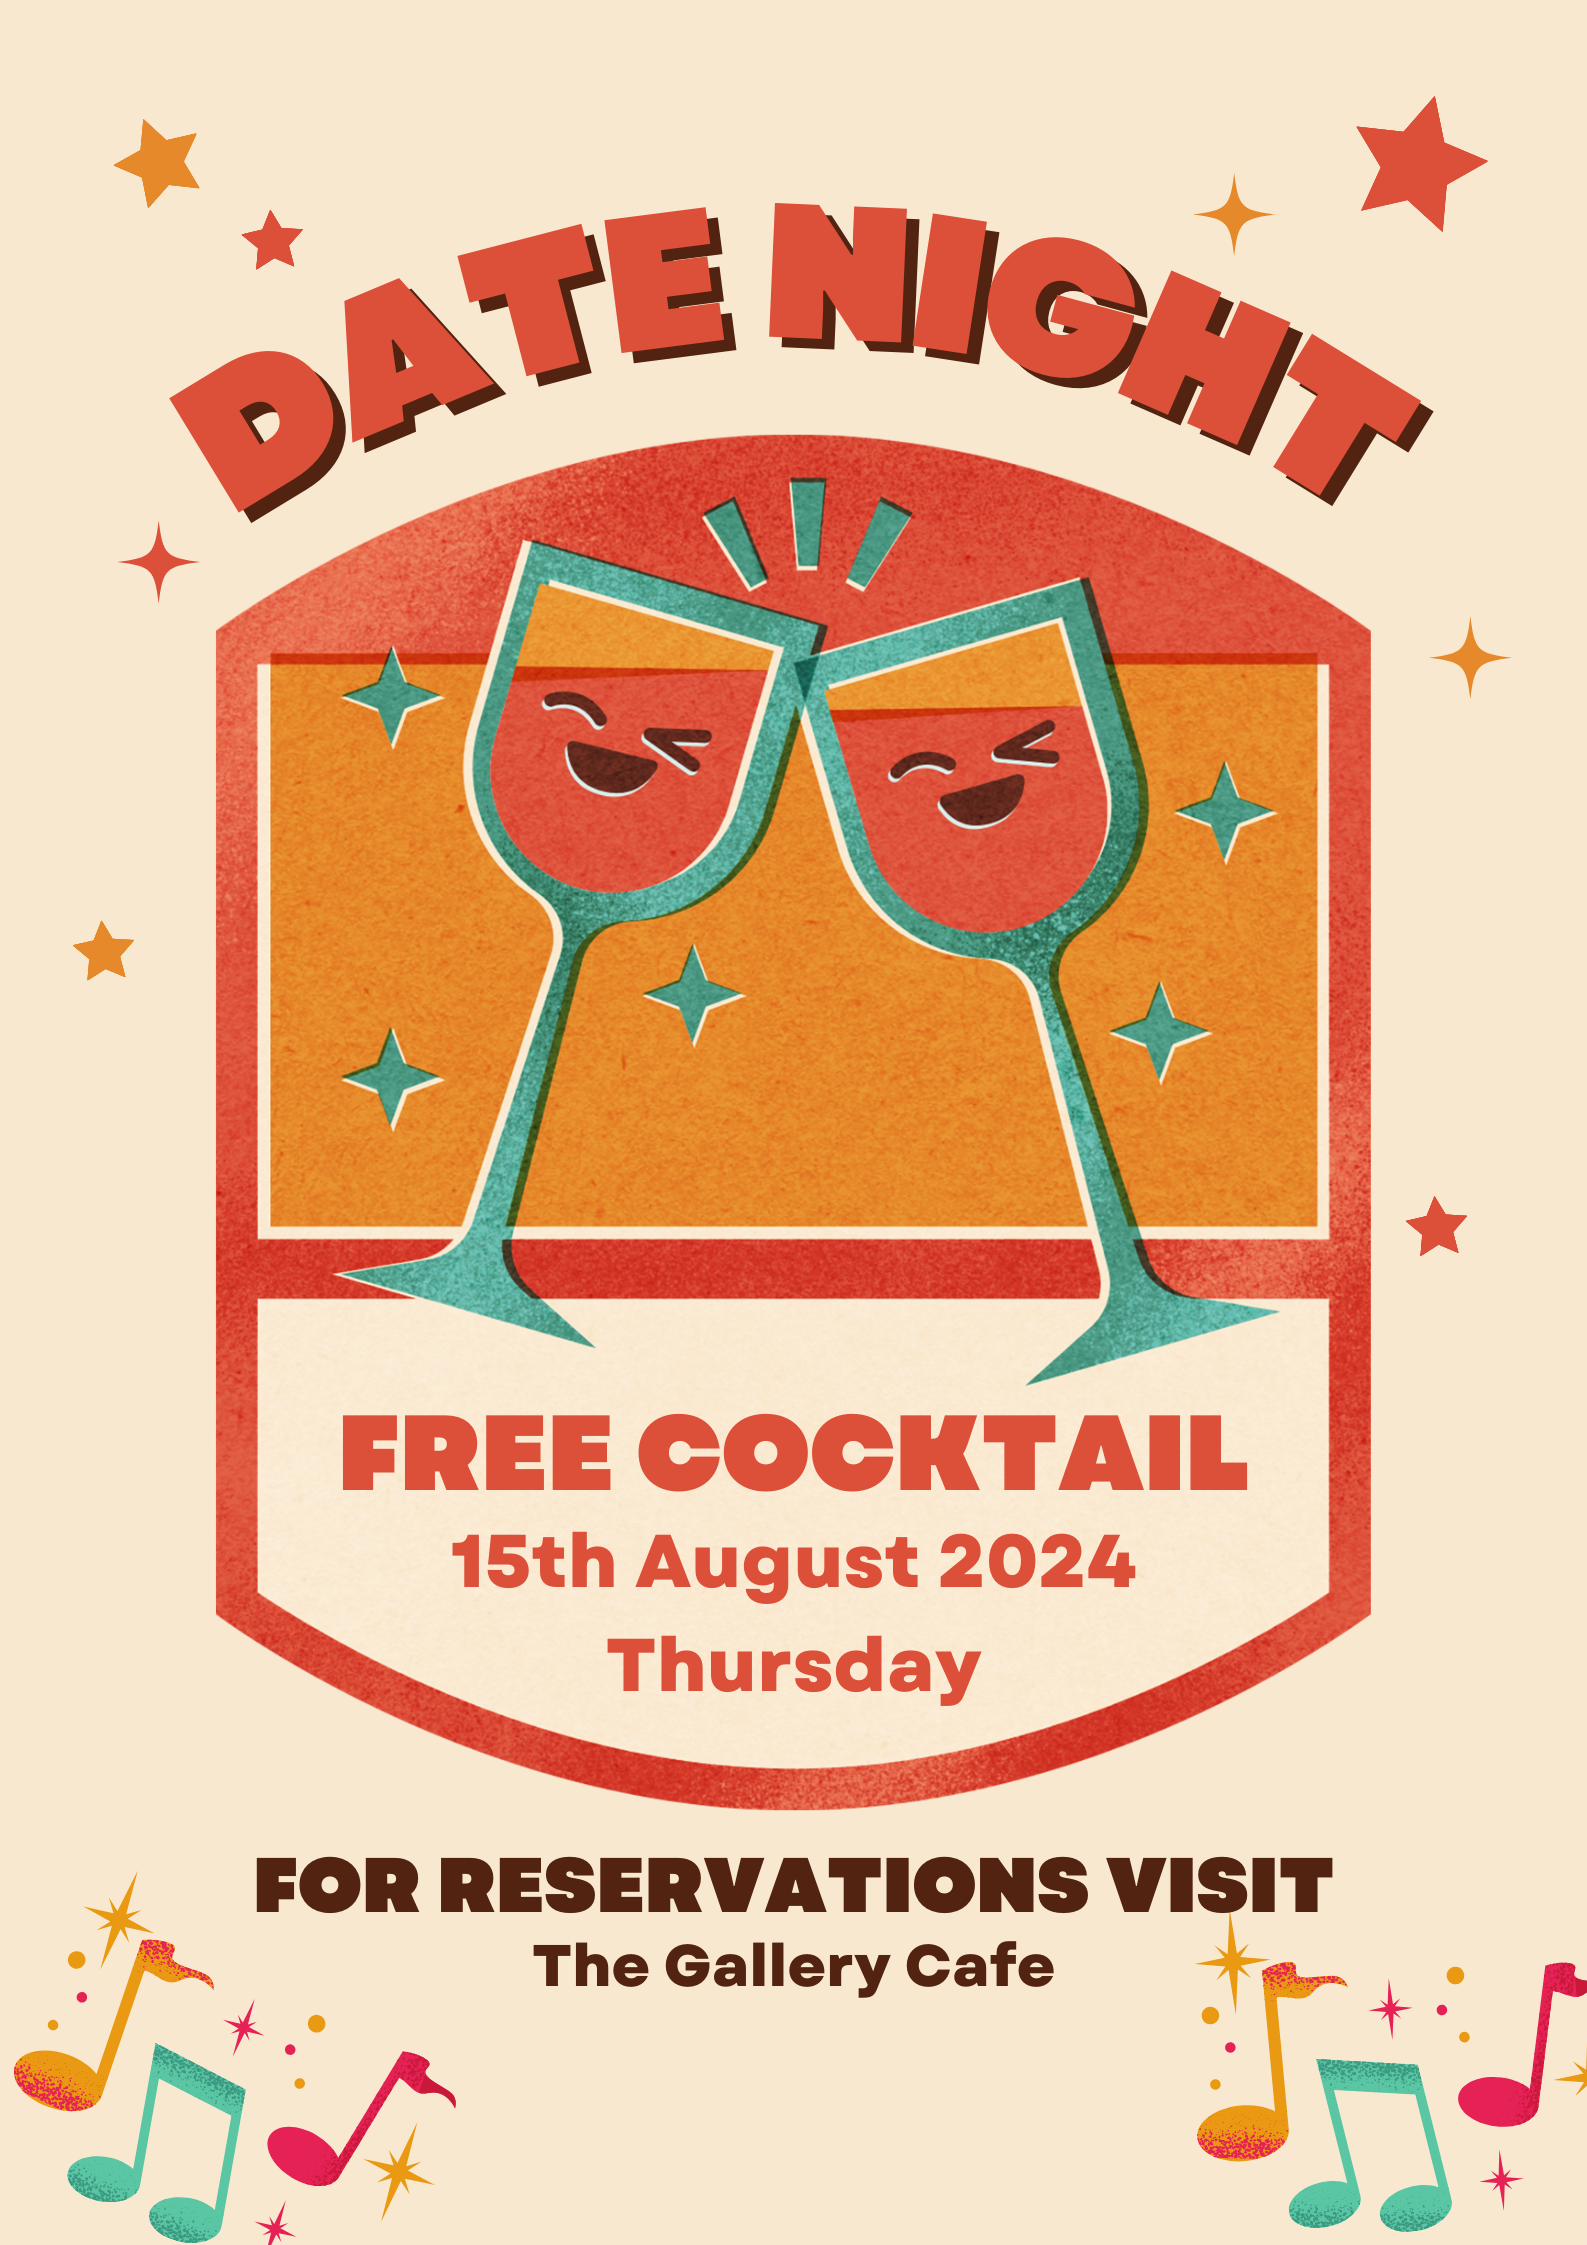 DATE NIGHT
FREE COCKTAIL
15th August 2024
Thursday
FOR RESERVATIONS VISIT
The Gallery Cafe